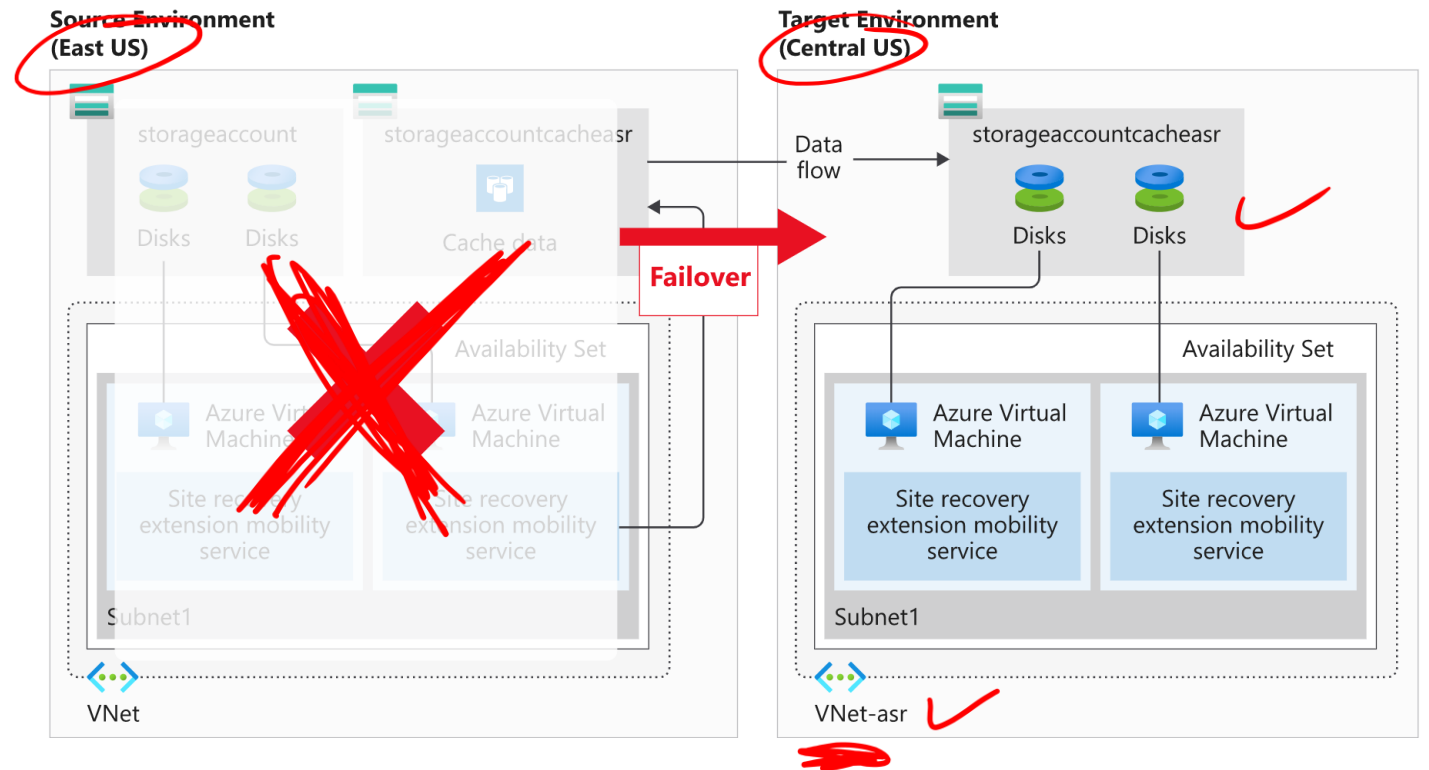 Source Environment
(East US)
storageaccount
Disks
Disks
storageaccountcacheasr
Cache data
Availability Set
Azure Virtual
Machine
Site recovery
extension mobility
service
Azure Virtual
Machine
Site recovery
extension mobility
service
Subnet1
VNet
Data
flow
Failover
Target Environment
(Central US)
storageaccountcacheasr
Disks
Disks
Availability Set
Azure Virtual
Machine
Site recovery
extension mobility
service
Azure Virtual
Machine
Site recovery
extension mobility
service
Subnet1
VNet-asr